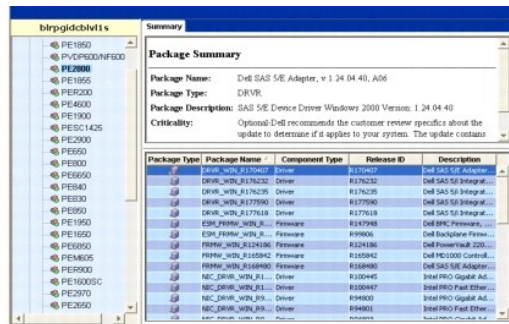 blrpgidcblvl1s
PE1850
PVDP600/NF600
PE2800
PE1855
PER200
PE4600
PE1900
PESC1425
PE2900
PE650
PE800
PE6650
PE840
PE830
PE850
PE1950
PE1650
PE6850
PEM605
PER900
PE1600SC
PE2970
PE2650
Summary
Package Summary
Package Name: Dell SAS 5/E Adapter, v 1.24.04.40, A06
Package Type: DRVR
Package Description: SAS 5/E Device Driver Windows 2000 Version: 1.24.04.40
Criticality: Optional-Dell recommends the customer review specifics about the
update to determine if it applies to your system. The update contains
Package Type Package Name Component Type Release ID Description
DRVR_WIN_R170407 Driver R170407 Dell SAS 5/E Adapter...
DRVR_WIN_R176232 Driver R176232 Dell SAS 5/i Integrat...
DRVR_WIN_R176235 Driver R176235 Dell SAS 5/i Integrat...
DRVR_WIN_R177590 Driver R177590 Dell SAS 5/i Integrat...
DRVR_WIN_R177618 Driver R177618 Dell SAS 5/i Integrat...
ESM_FRMW_WIN_R... Firmware R147948 Dell BMC Firmware, ...
ESM_FRMW_WIN_R... Firmware R99806 Dell Backplane Firmw...
FRMW_WIN_R124186 Firmware R124186 Dell PowerVault 220...
FRMW_WIN_R165842 Firmware R165842 Dell MD1000 Controll...
FRMW_WIN_R168480 Firmware R168480 Dell SAS 5/E Adapter...
NIC_DRVR_WIN_R1... Driver R100445 Intel PRO Gigabit Ad...
NIC_DRVR_WIN_R1... Driver R100447 Intel PRO Fast Ether...
NIC_DRVR_WIN_R9... Driver R94800 Intel PRO Gigabit Ad...
NIC_DRVR_WIN_R9... Driver R94801 Intel PRO Fast Ether...